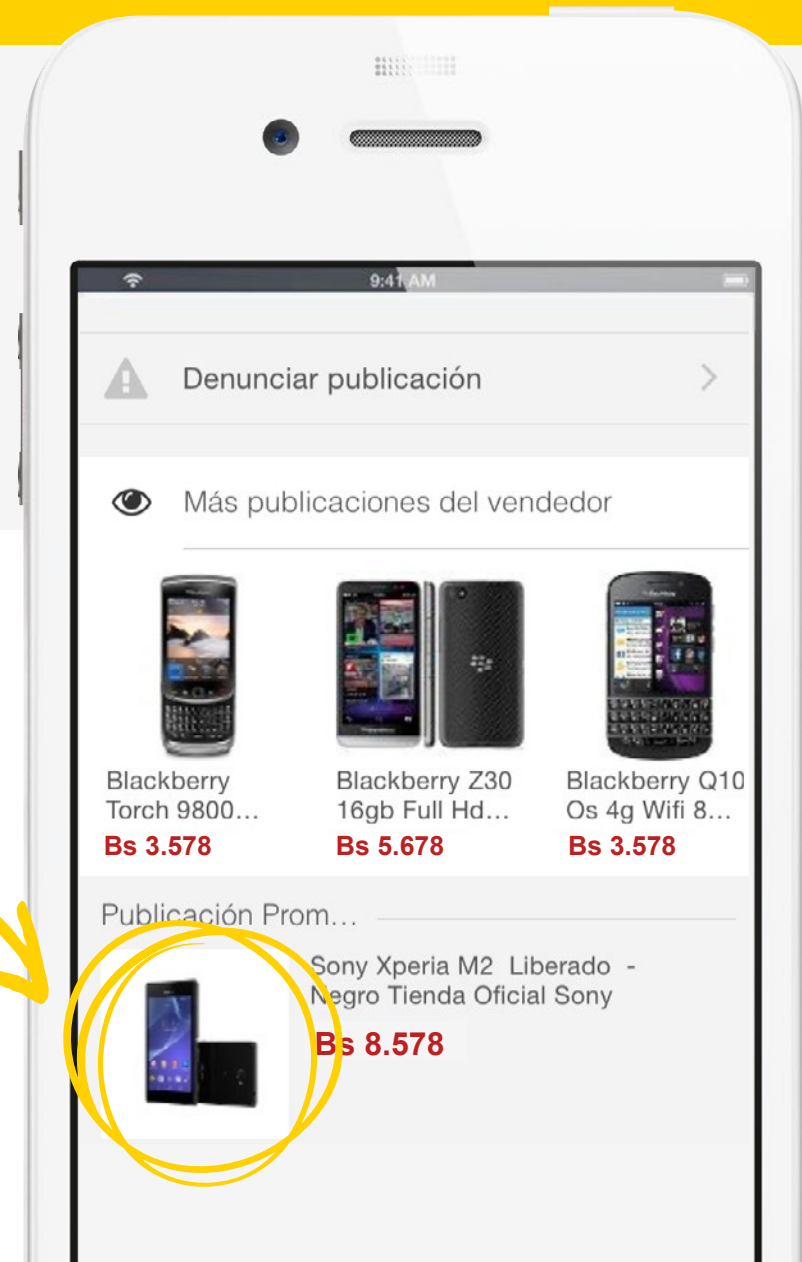 9:41 AM
Denunciar publicación
Más publicaciones del vendedor
Blackberry
Torch 9800...
Bs 3.578
Blackberry Z30
16gb Full Hd...
Bs 5.678
Blackberry Q10
Os 4g Wifi 8...
Bs 3.578
Publicación Prom...
Sony Xperia M2 Liberado -
Negro Tienda Oficial Sony
Bs 8.578